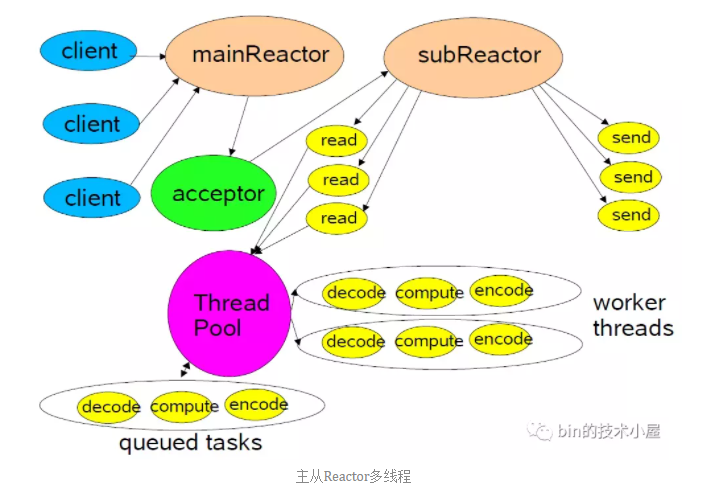 client
mainReactor
subReactor
client
client
acceptor
read
read
read
send
send
send
Thread
Pool
decode compute encode
decode compute encode
worker
threads
decode compute encode
queued tasks
bin的技术小屋
主从Reactor多线程